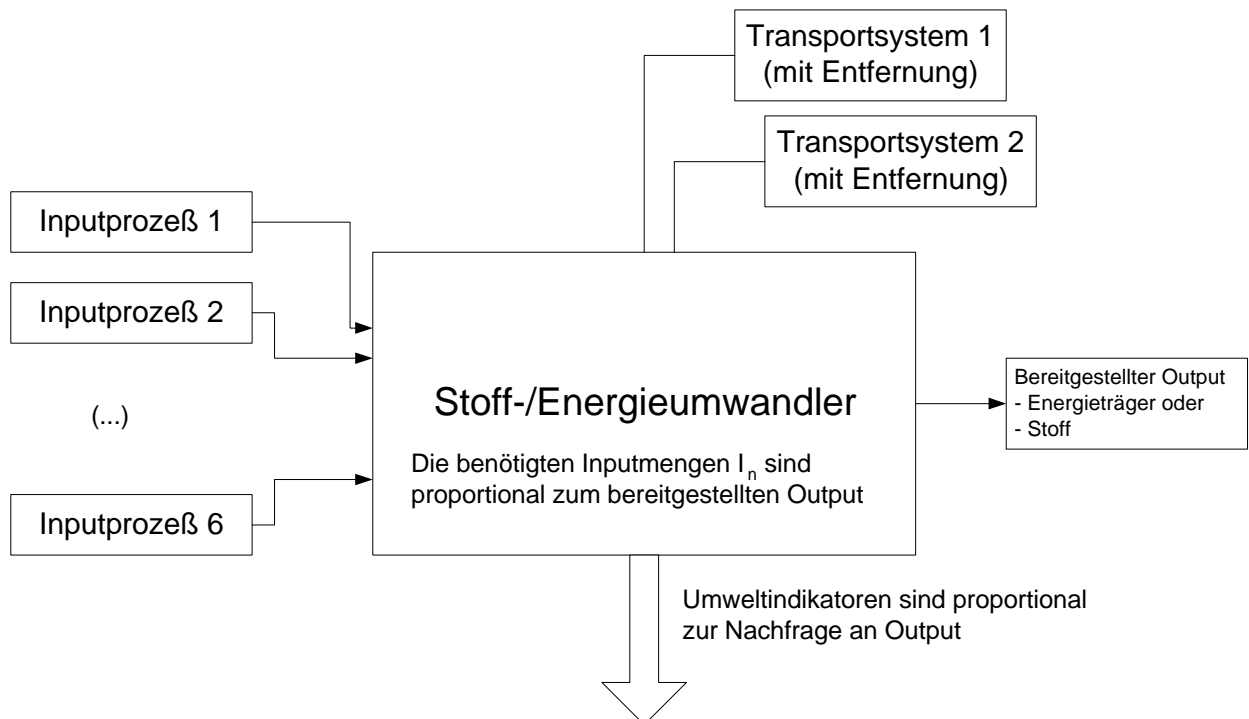 Transportsystem 1
(mit Entfernung)
Transportsystem 2
(mit Entfernung)
Inputprozeß 1
Inputprozeß 2
(...)
Inputprozeß 6
Stoff-/Energieumwandler
Die benötigten Inputmengen I n sind
proportional zum bereitgestellten Output
Bereitgestellter Output
- Energieträger oder
- Stoff
Umweltindikatoren sind proportional
zur Nachfrage an Output